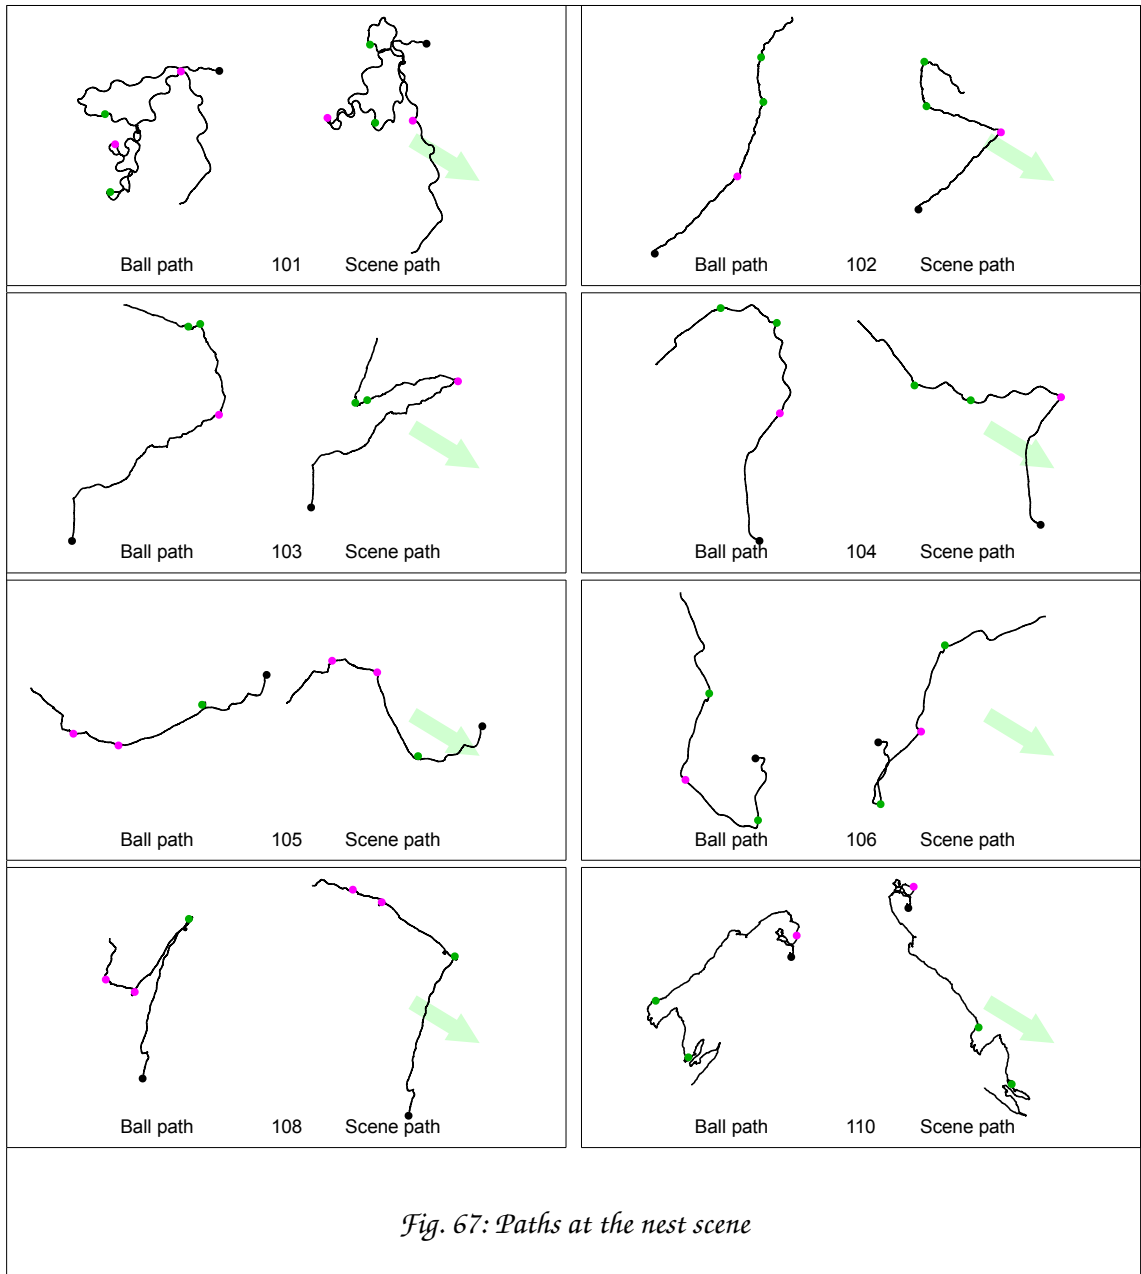 Ball path 101 Scene path
Ball path 102 Scene path
Ball path 103 Scene path
Ball path 104 Scene path
Ball path 105 Scene path
Ball path 106 Scene path
Ball path 108 Scene path
Ball path 110 Scene path
Fig. 67: Paths at the nest scene